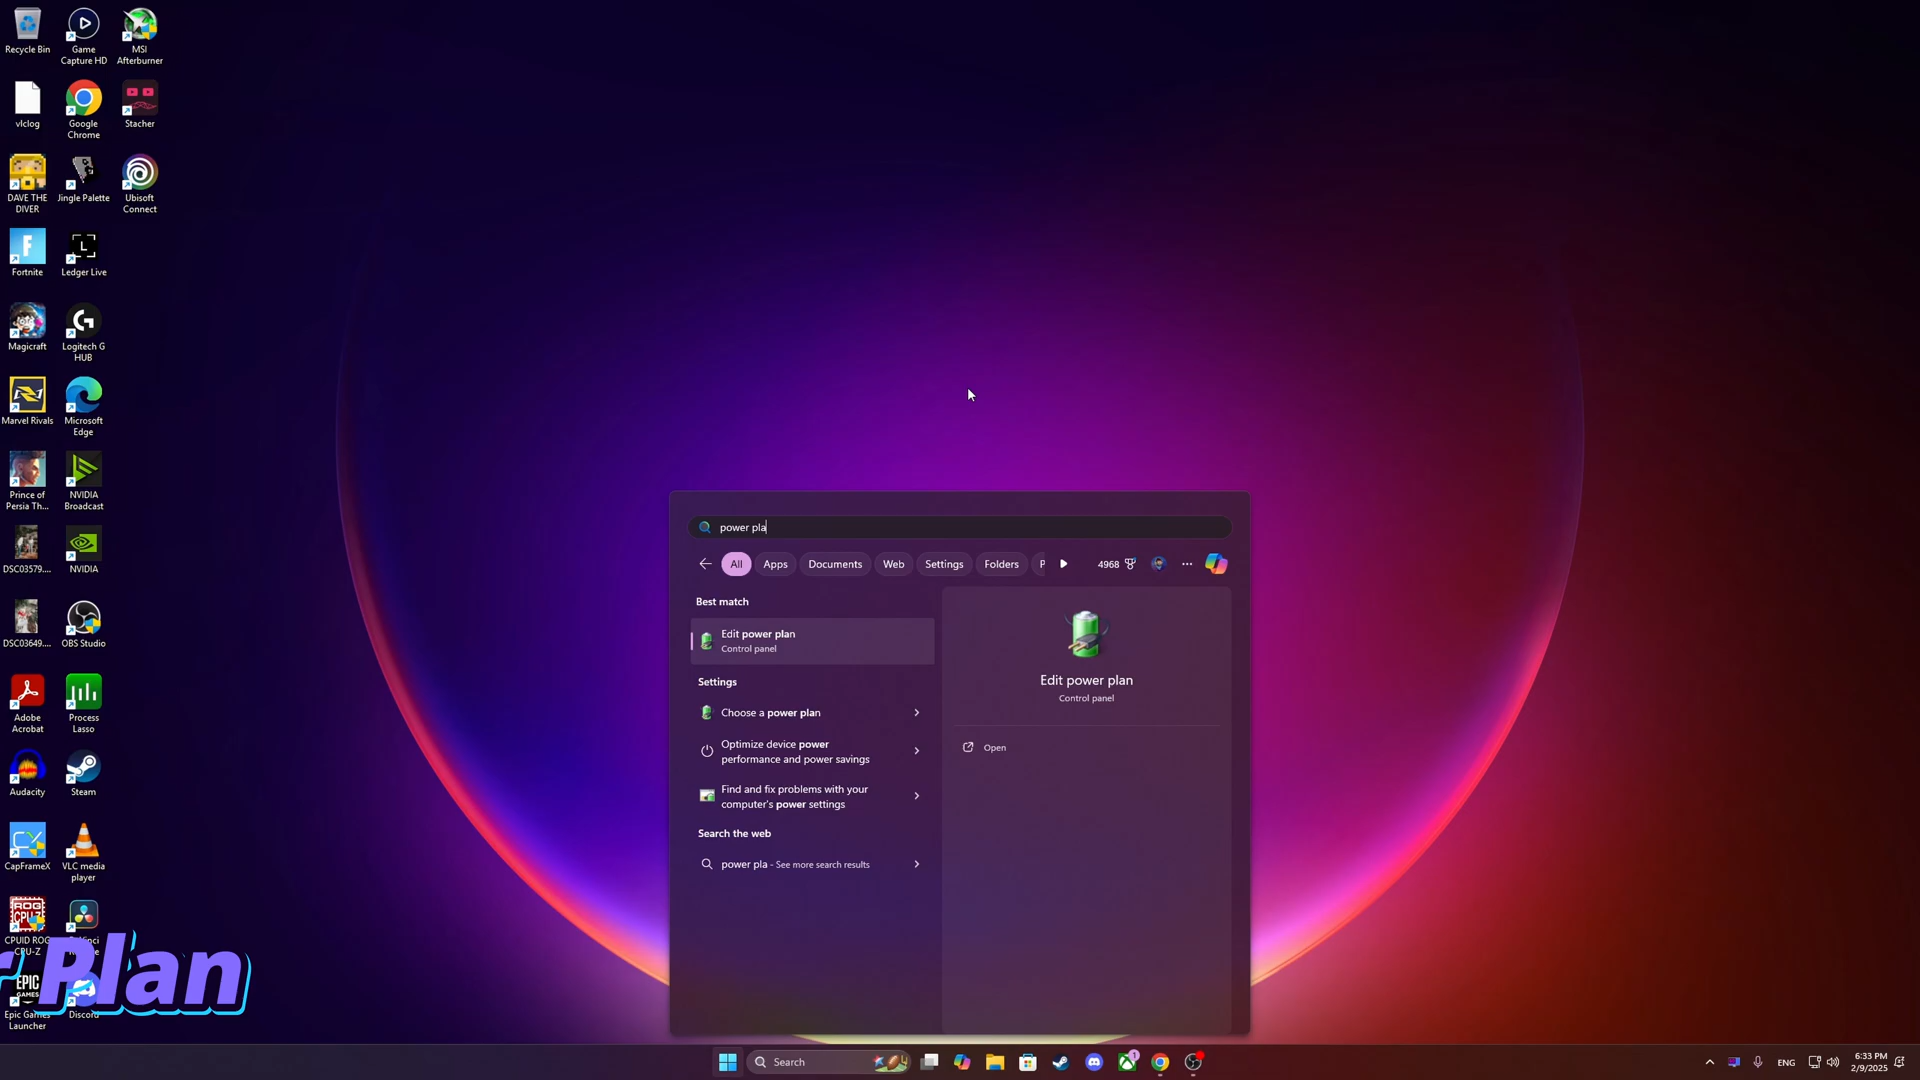 Recycle Bin
Game
Capture HD
MSI
Afterburner
vlclog
Google
Chrome
Stacher
DAVE THE
DIVER
Jingle Palette
Ubisoft
Connect
Fortnite
Ledger Live
Magicraft
Logitech G
HUB
Marvel Rivals
Microsoft
Edge
Prince of
Persia Th...
NVIDIA
Broadcast
DSC03579....
NVIDIA
DSC03649....
OBS Studio
Adobe
Acrobat
Process
Lasso
Audacity
Steam
CapFrameX
VLC media
player
CPUID ROG
CPU-Z
Plan
Epic Games
Launcher
Discord
power pla
All
Apps
Documents
Web
Settings
Folders
P
4968
Best match
Edit power plan
Control panel
Settings
Choose a power plan
Optimize device power
performance and power savings
Find and fix problems with your
computer's power settings
Search the web
power pla - See more search results
Edit power plan
Control panel
Open
Search
ENG
6:33 PM
2/9/2025